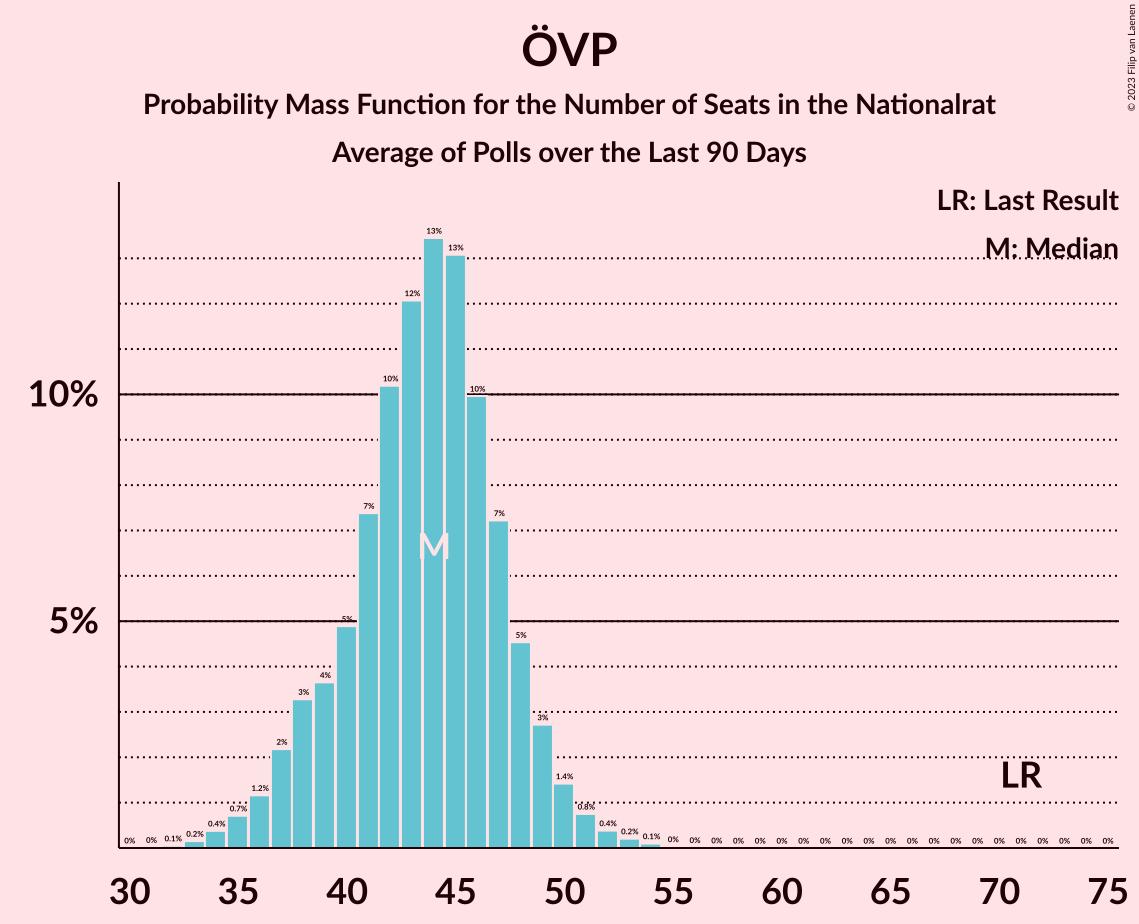 ÖVP
Probability Mass Function for the Number of Seats in the Nationalrat
Average of Polls over the Last 90 Days
© 2023 Filip van Laenen
LR: Last Result
M: Median
10%
5%
0% 0% 0.1% 0.2% 0.4% 0.7% 1.2% 2% 3% 4% 5% 7% 10% 12% 13% 13% 10% 7% 5% 3% 1.4% 0.8% 0.4% 0.2% 0.1% 0% 0% 0% 0% 0% 0% 0% 0% 0% 0% 0% 0% 0% 0% 0% 0% 0% 0% 0% 0% 0%
M
LR
30 35 40 45 50 55 60 65 70 75